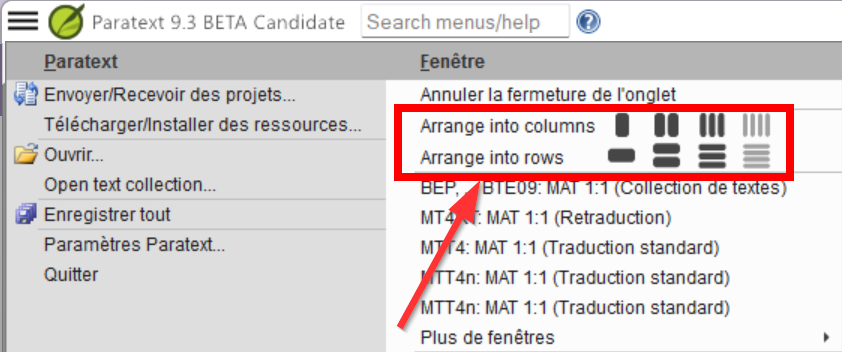 Paratext 9.3 BETA Candidate Search menus/help ?
Paratext
Envoyer/Recevoir des projets...
Télécharger/Installer des ressources...
Ouvrir...
Open text collection...
Enregistrer tout
Paramètres Paratext...
Quitter
Fenêtre
Annuler la fermeture de l'onglet
Arrange into columns
Arrange into rows
BEP, BTE09: MAT 1:1 (Collection de textes)
MT4 T: MAT 1:1 (Retraduction)
MTT4: MAT 1:1 (Traduction standard)
MTT4n: MAT 1:1 (Traduction standard)
MTT4n: MAT 1:1 (Traduction standard)
Plus de fenêtres